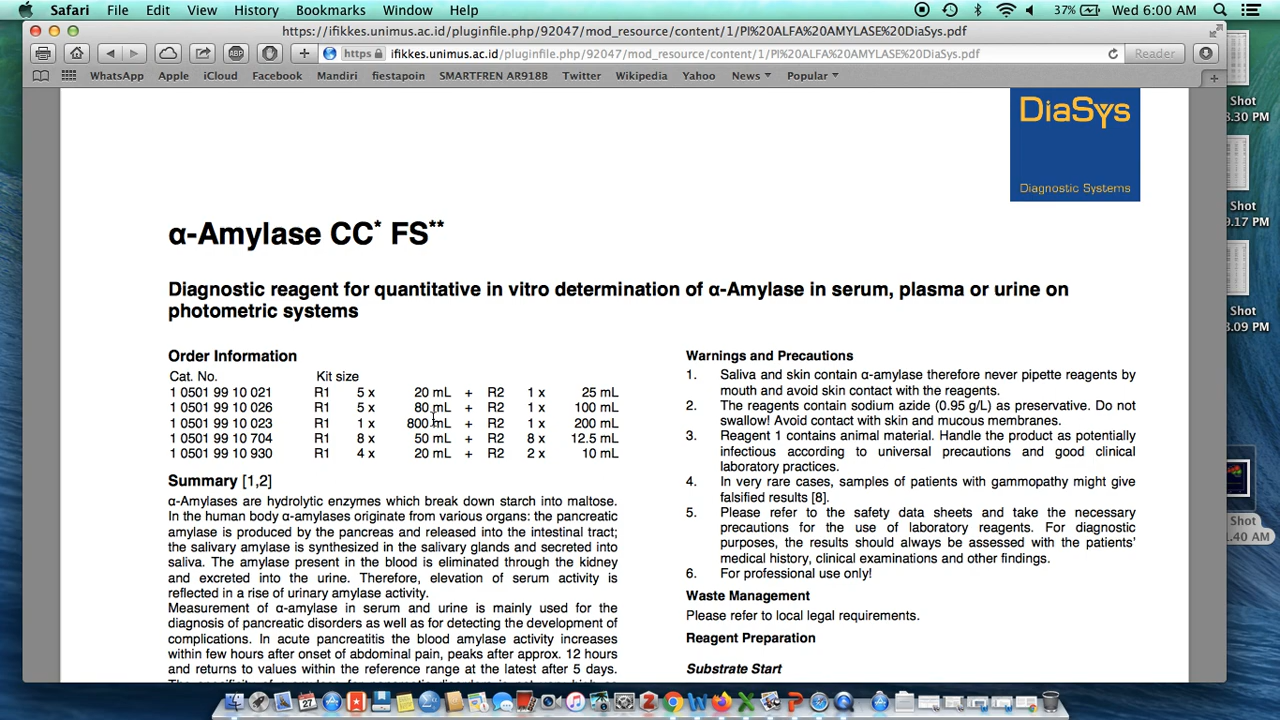 Safari File Edit View History Bookmarks Window Help 37% Wed 6:00 AM
https://ifikkes.unimus.ac.id/pluginfile.php/92047/mod_resource/content/1/PI%20ALFA%20AMYLASE%20DiaSys.pdf
https ifikkes.unimus.ac.id/pluginfile.php/92047/mod_resource/content/1/PI%20ALFA%20AMYLASE%20DiaSys.pdf Reader
WhatsApp Apple iCloud Facebook Mandiri fiestapoin SMARTFREN AR918B Twitter Wikipedia Yahoo News Popular
DiaSys
Diagnostic Systems
α-Amylase CC* FS**
Diagnostic reagent for quantitative in vitro determination of α-Amylase in serum, plasma or urine on
photometric systems
Order Information
Cat. No. Kit size
1 0501 99 10 021 R1 5 x 20 mL + R2 1 x 25 mL
1 0501 99 10 026 R1 5 x 80 mL + R2 1 x 100 mL
1 0501 99 10 023 R1 1 x 800 mL + R2 1 x 200 mL
1 0501 99 10 704 R1 8 x 50 mL + R2 8 x 12.5 mL
1 0501 99 10 930 R1 4 x 20 mL + R2 2 x 10 mL
Summary [1,2]
α-Amylases are hydrolytic enzymes which break down starch into maltose.
In the human body α-amylases originate from various organs: the pancreatic
amylase is produced by the pancreas and released into the intestinal tract;
the salivary amylase is synthesized in the salivary glands and secreted into
saliva. The amylase present in the blood is eliminated through the kidney
and excreted into the urine. Therefore, elevation of serum activity is
reflected in a rise of urinary amylase activity.
Measurement of α-amylase in serum and urine is mainly used for the
diagnosis of pancreatic disorders as well as for detecting the development of
complications. In acute pancreatitis the blood amylase activity increases
within few hours after onset of abdominal pain, peaks after approx. 12 hours
and returns to values within the reference range at the latest after 5 days.
Warnings and Precautions
1. Saliva and skin contain α-amylase therefore never pipette reagents by
mouth and avoid skin contact with the reagents.
2. The reagents contain sodium azide (0.95 g/L) as preservative. Do not
swallow! Avoid contact with skin and mucous membranes.
3. Reagent 1 contains animal material. Handle the product as potentially
infectious according to universal precautions and good clinical
laboratory practices.
4. In very rare cases, samples of patients with gammopathy might give
falsified results [8].
5. Please refer to the safety data sheets and take the necessary
precautions for the use of laboratory reagents. For diagnostic
purposes, the results should always be assessed with the patients'
medical history, clinical examinations and other findings.
6. For professional use only!
Waste Management
Please refer to local legal requirements.
Reagent Preparation
Substrate Start
Shot
3.30 PM
Shot
9.17 PM
Shot
3.09 PM
Shot
1.40 AM